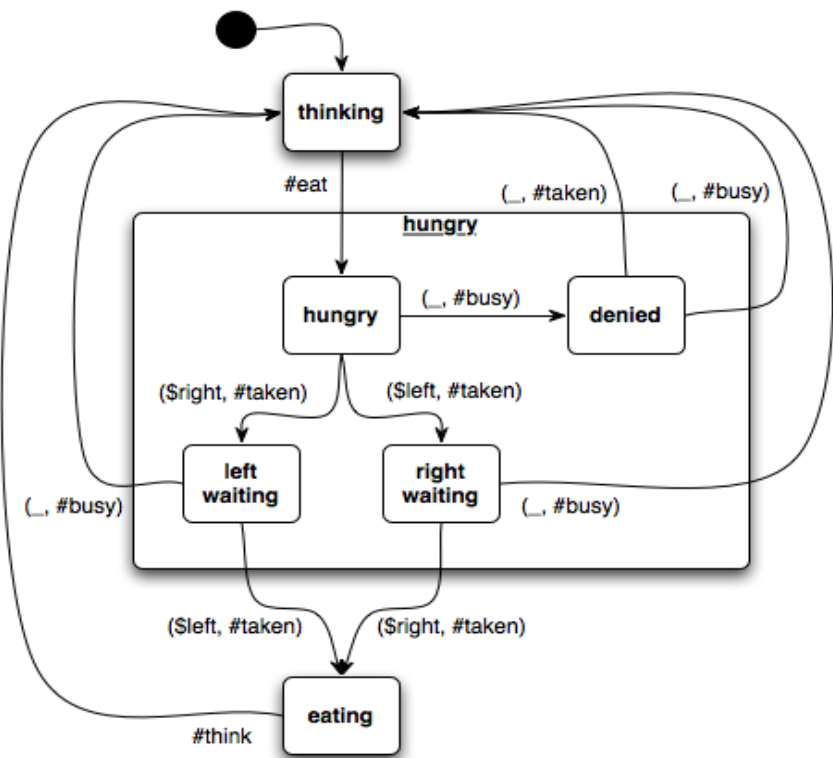 thinking
#eat
(_, #taken)
(_, #busy)
hungry
hungry
(_, #busy)
denied
($right, #taken)
($left, #taken)
left
waiting
right
waiting
(_, #busy)
(_, #busy)
($left, #taken)
($right, #taken)
eating
#think